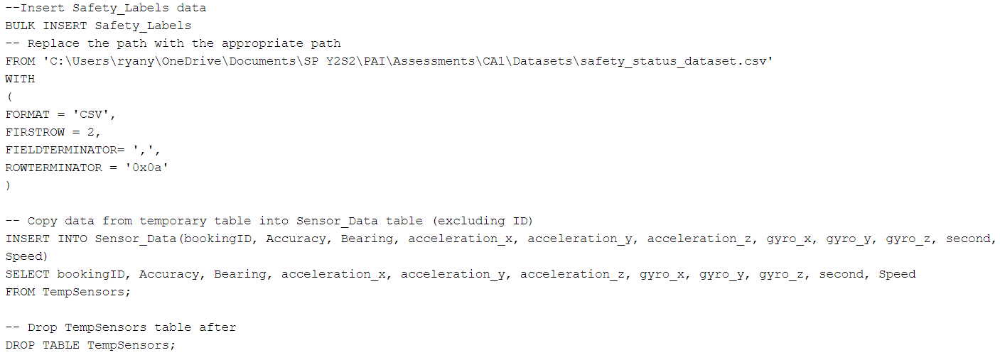 --Insert Safety_Labels data
BULK INSERT Safety_Labels
-- Replace the path with the appropriate path
FROM 'C:\Users\ryany\OneDrive\Documents\SP Y2S2\PAI\Assessments\CA1\Datasets\safety_status_dataset.csv'
WITH
(
FORMAT = 'CSV',
FIRSTROW = 2,
FIELDTERMINATOR= ',',
ROWTERMINATOR = '0x0a'
)
-- Copy data from temporary table into Sensor_Data table (excluding ID)
INSERT INTO Sensor_Data(bookingID, Accuracy, Bearing, acceleration_x, acceleration_y, acceleration_z, gyro_x, gyro_y, gyro_z, second,
Speed)
SELECT bookingID, Accuracy, Bearing, acceleration_x, acceleration_y, acceleration_z, gyro_x, gyro_y, gyro_z, second, Speed
FROM TempSensors;
-- Drop TempSensors table after
DROP TABLE TempSensors;